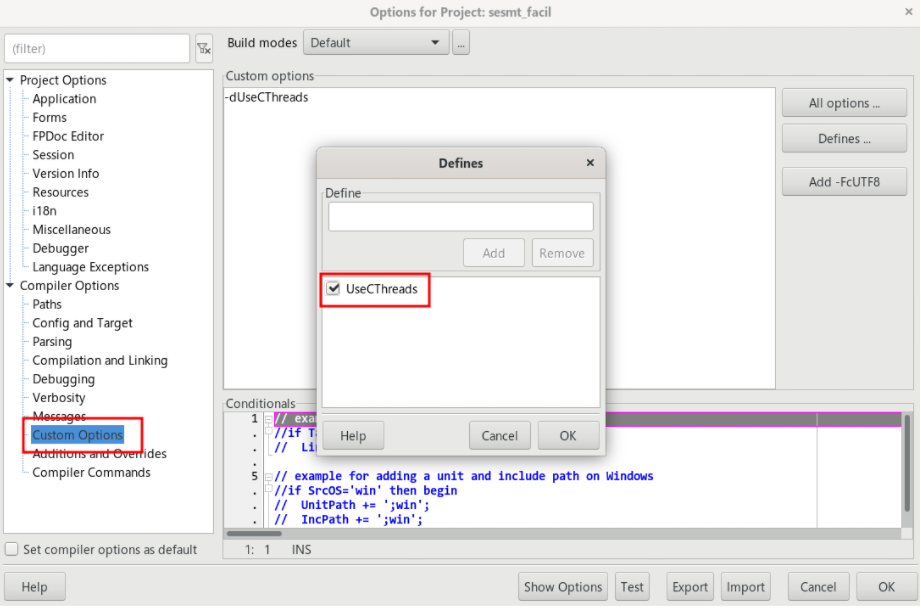 Options for Project: sesmt_facil
(filter)
Build modes
Default
...
Project Options
Application
Forms
FPDoc Editor
Session
Version Info
Resources
i18n
Miscellaneous
Debugger
Language Exceptions
Compiler Options
Paths
Config and Target
Parsing
Compilation and Linking
Debugging
Verbosity
Messages
Custom Options
Additions and Overrides
Compiler Commands
Set compiler options as default
Custom options
-dUseCThreads
All options ...
Defines ...
Add -FcUTF8
Defines
Define
Add
Remove
UseCThreads
Help
Cancel
OK
Conditionals
1 // exa
//if T
//
5 // example for adding a unit and include path on Windows
//if SrcOS='win' then begin
//  UnitPath += ';win';
//  IncPath += ';win';
1: 1 INS
Help
Show Options
Test
Export
Import
Cancel
OK